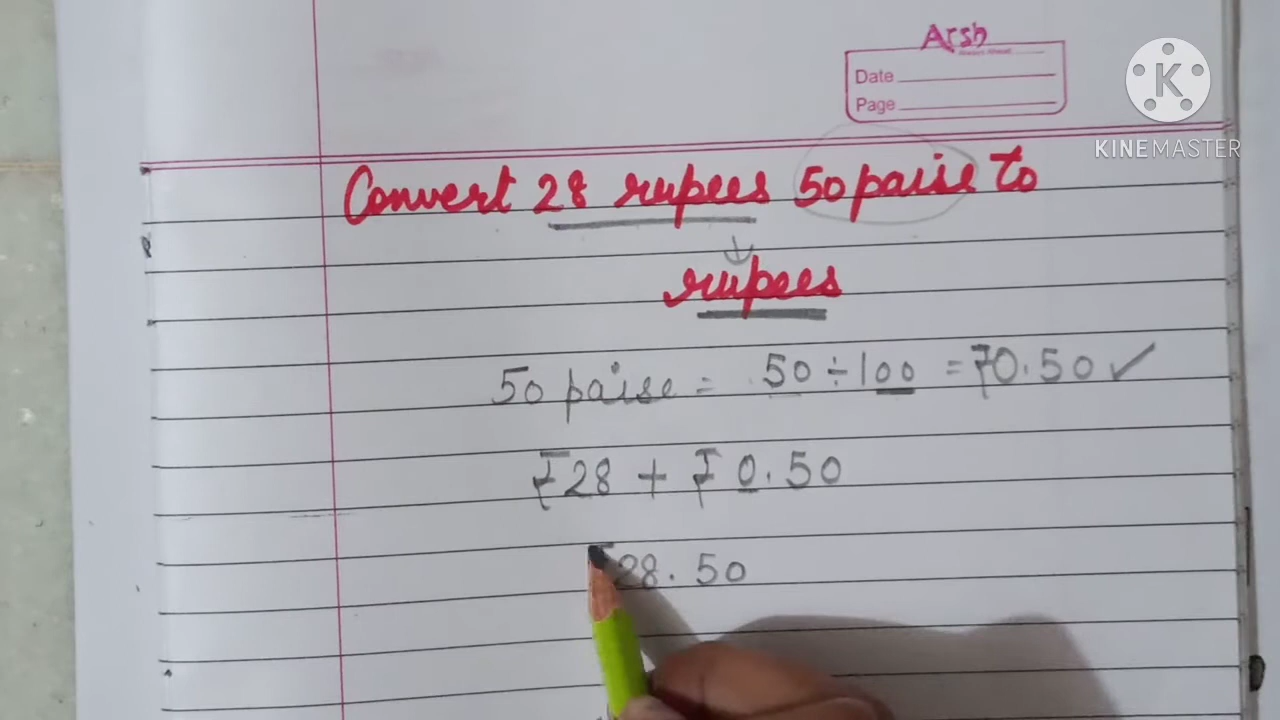 Arsh
Date
Page
KINEMASTER
Convert 28 rupees 50 paise to
rupees
50 paise = 50 ÷ 100 = ₹0.50 ✓
₹28 + ₹0.50
₹28.50